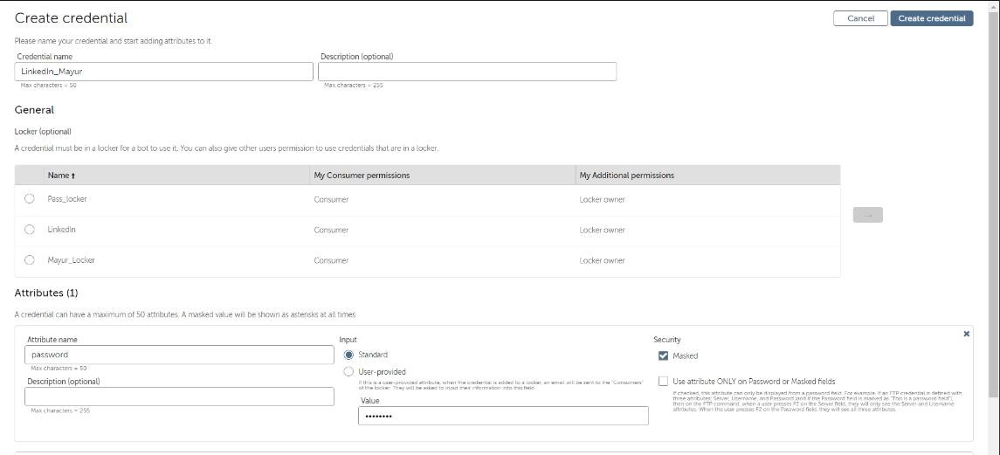 Create credential
Cancel
Create credential
Please name your credential and start adding attributes to it.
Credential name
Description (optional)
LinkedIn_Mayur
Max characters = 50
Max characters = 255
General
Locker (optional)
A credential must be in a locker for a bot to use it. You can also give other users permission to use credentials that are in a locker.
Name ↑
My Consumer permissions
My Additional permissions
Pass_locker
Consumer
Locker owner
LinkedIn
Consumer
Locker owner
→
Mayur_Locker
Consumer
Locker owner
Attributes (1)
A credential can have a maximum of 50 attributes. A masked value will be shown as asterisks at all times.
Attribute name
password
Max characters = 50
Description (optional)
Max characters = 255
Input
Standard
User-provided
If this is a user-provided attribute, when the credential is added to a locker, an email will be sent to the "Consumers"
of the locker. They will be asked to input their information into this field.
Value
••••••••
Security
Masked
Use attribute ONLY on Password or Masked fields
If checked, this attribute can only be displayed from a password field. For example, if an FTP credential is defined with
three attributes: Server, Username, and Password (and if the Password field is marked as "This is a password field"),
then on the FTP command, when a user presses F2 on the Server field, they will only see the Server and Username
attributes. When the user presses F2 on the Password field, they will see all three attributes.